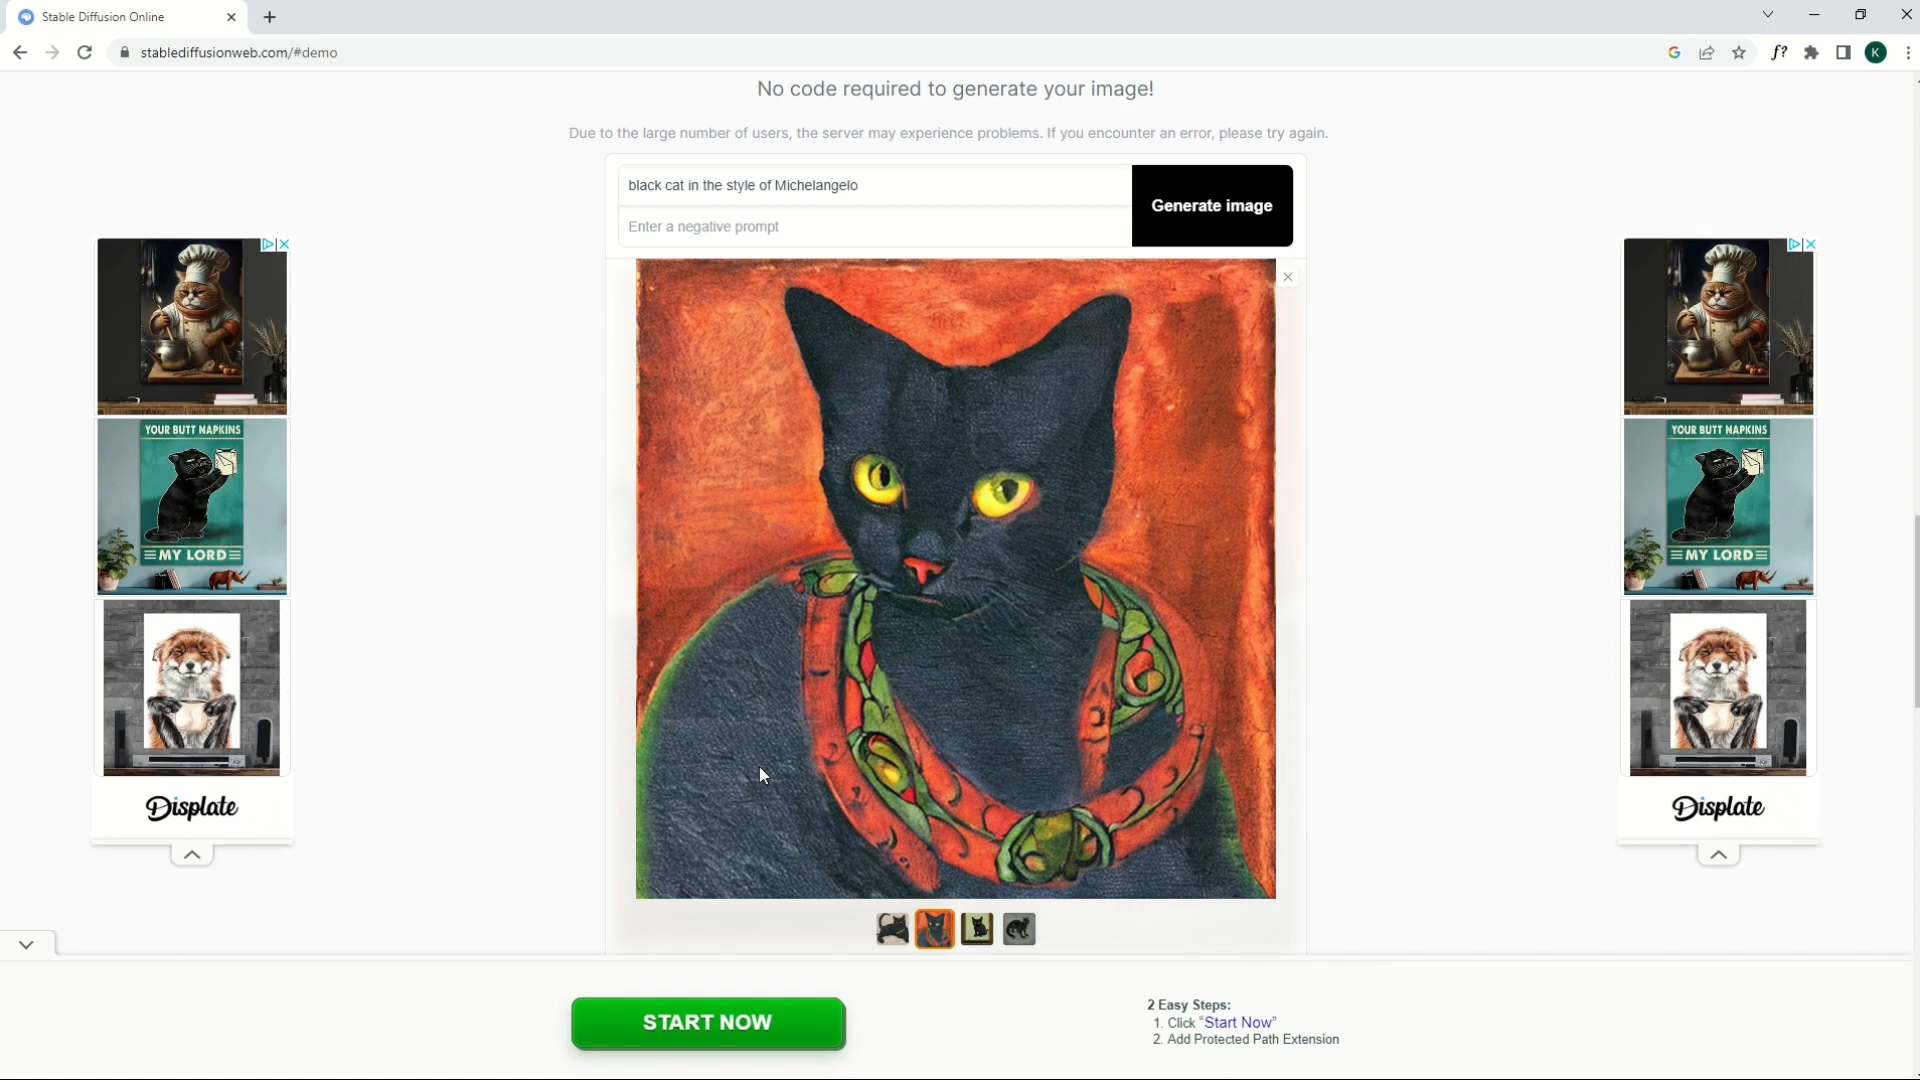 Stable Diffusion Online
stablediffusionweb.com/#demo
f?
K
No code required to generate your image!
Due to the large number of users, the server may experience problems. If you encounter an error, please try again.
black cat in the style of Michelangelo
Enter a negative prompt
Generate image
YOUR BUTT NAPKINS
MY LORD
Displate
YOUR BUTT NAPKINS
MY LORD
Displate
START NOW
2 Easy Steps:
1. Click "Start Now"
2. Add Protected Path Extension